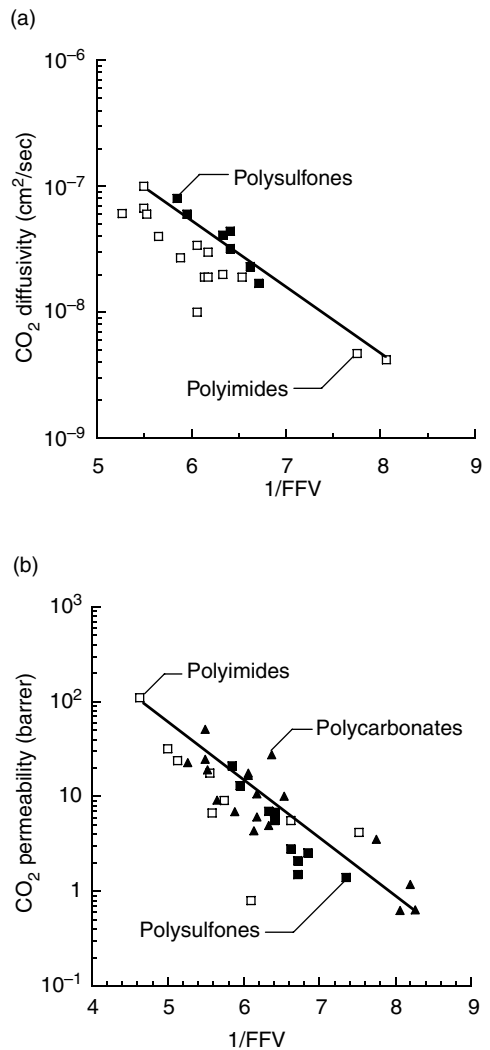 (a)
10⁻⁶
10⁻⁷
10⁻⁸
10⁻⁹
CO₂ diffusivity (cm²/sec)
Polysulfones
Polyimides
5 6 7 8 9
1/FFV
(b)
10³
10²
10
1
10⁻¹
CO₂ permeability (barrer)
Polyimides
Polycarbonates
Polysulfones
4 5 6 7 8 9
1/FFV